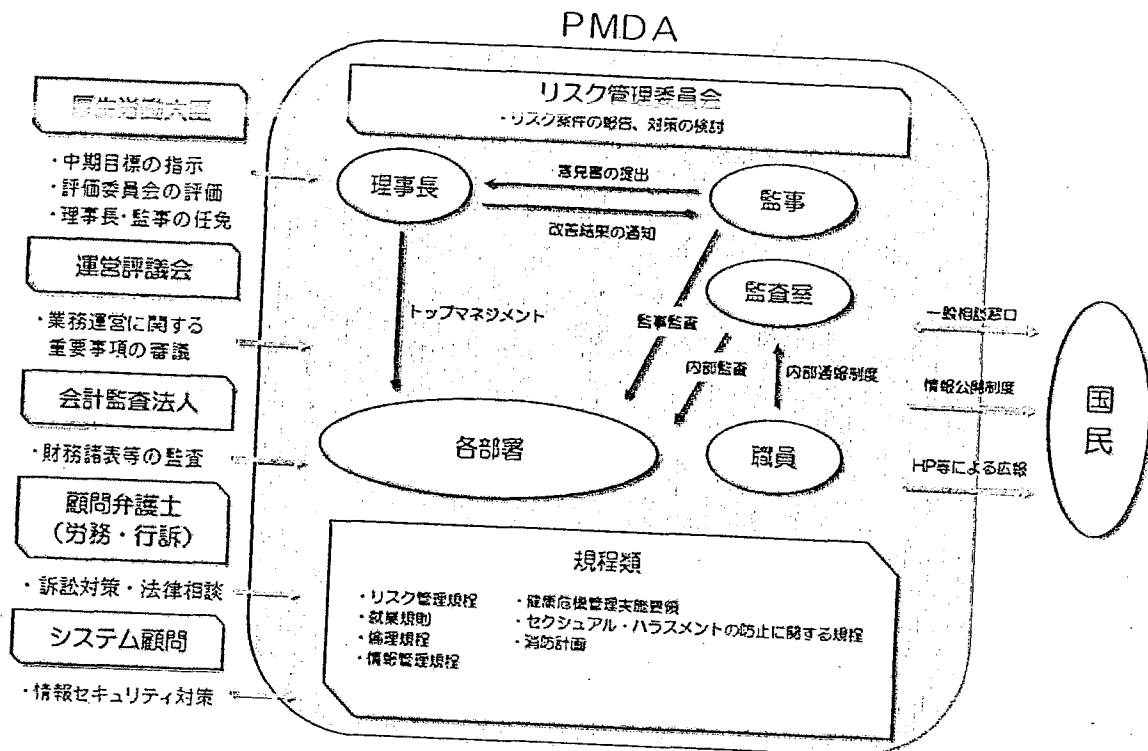 PMDA
厚生労働大臣
・中期目標の指示
・評価委員会の評価
・理事長・監事の任免
運営評議会
・業務運営に関する
重要事項の審議
会計監査法人
・財務諸表等の監査
顧問弁護士
(労務・行訴)
・訴訟対策・法律相談
システム顧問
・情報セキュリティ対策
リスク管理委員会
・リスク案件の報告、対策の検討
理事長
意見書の提出
監事
改善結果の通知
監査室
トップマネジメント
監事監査
内部監査
内部通報制度
各部署
職員
規程類
・リスク管理規程
・就業規則
・倫理規程
・情報管理規程
・健康危機管理実施要領
・セクシュアル・ハラスメントの防止に関する規程
・消防計画
一般相談窓口
情報公開制度
HP等による広報
国民